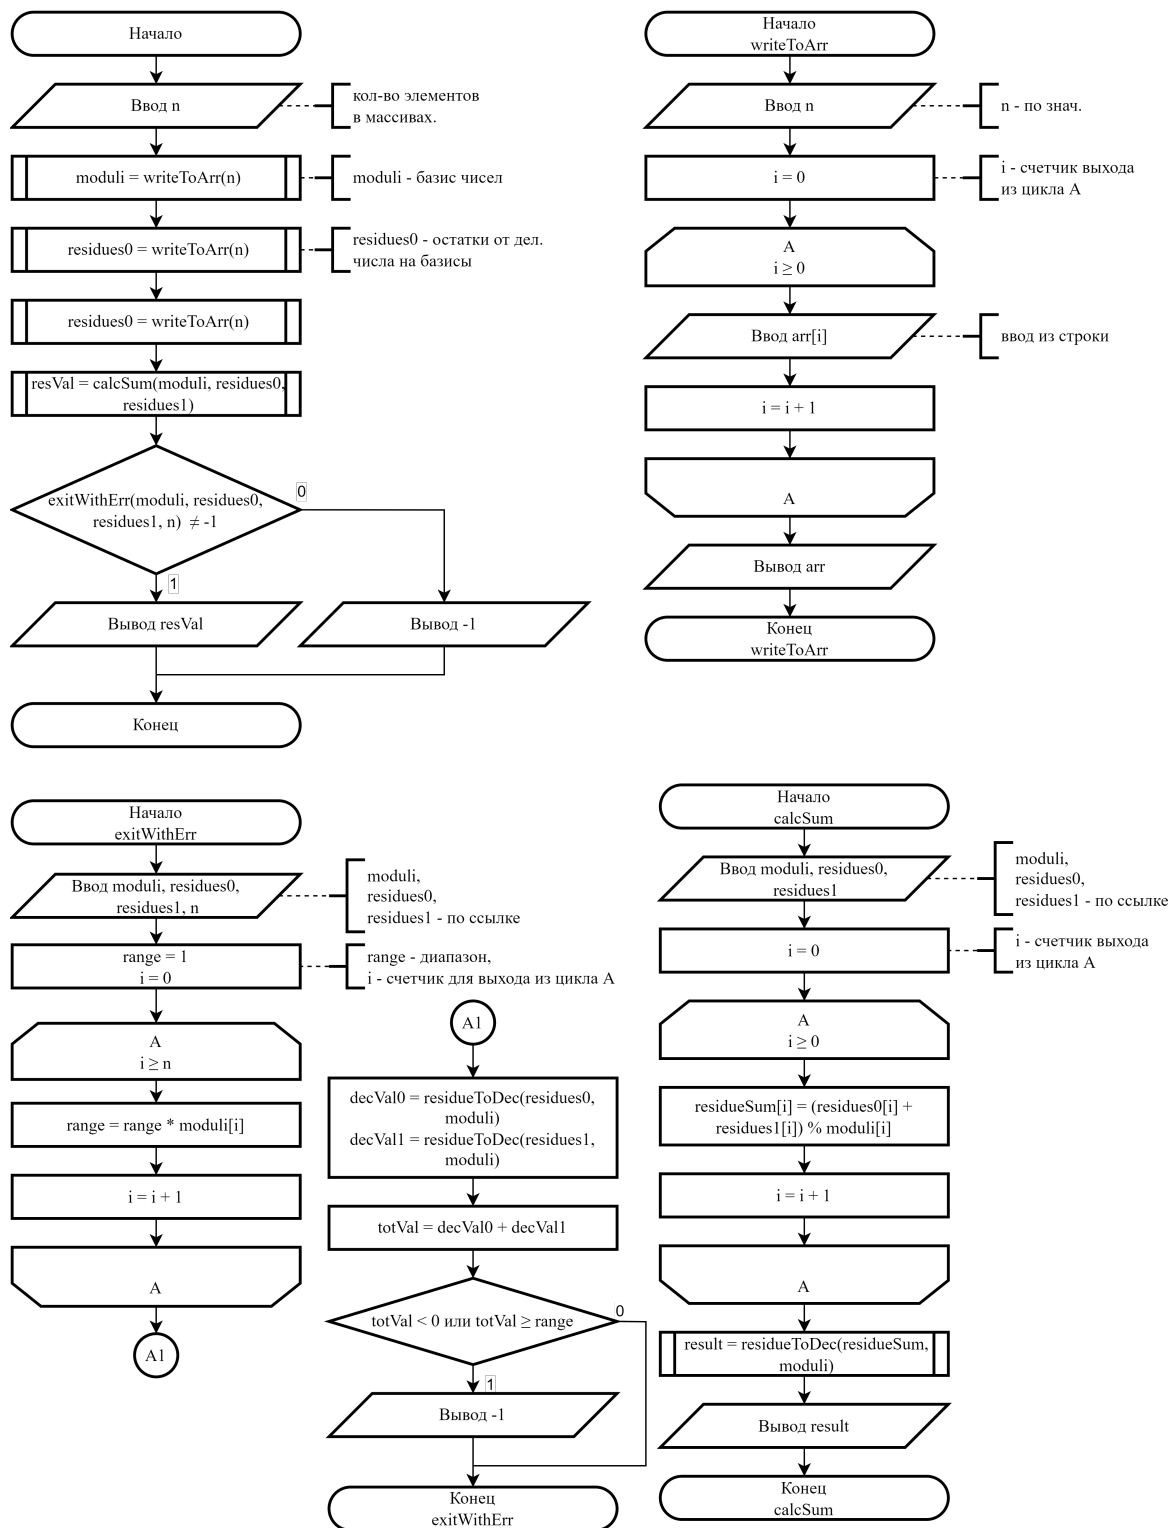 Начало
Ввод n
кол-во элементов
в массивах.
moduli = writeToArr(n)
moduli - базис чисел
residues0 = writeToArr(n)
residues0 - остатки от дел.
числа на базисы
residues0 = writeToArr(n)
resVal = calcSum(moduli, residues0,
residues1)
exitWithErr(moduli, residues0,
residues1, n) ≠ -1
0
1
Вывод resVal
Вывод -1
Конец
Начало
writeToArr
Ввод n
n - по знач.
i = 0
i - счетчик выхода
из цикла A
A
i ≥ 0
Ввод arr[i]
ввод из строки
i = i + 1
A
Вывод arr
Конец
writeToArr
Начало
exitWithErr
Ввод moduli, residues0,
residues1, n
moduli,
residues0,
residues1 - по ссылке
range = 1
i = 0
range - диапазон,
i - счетчик для выхода из цикла A
A
i ≥ n
range = range * moduli[i]
i = i + 1
A
A1
A1
decVal0 = residueToDec(residues0,
moduli)
decVal1 = residueToDec(residues1,
moduli)
totVal = decVal0 + decVal1
totVal < 0 или totVal ≥ range
0
1
Вывод -1
Конец
exitWithErr
Начало
calcSum
Ввод moduli, residues0,
residues1
moduli,
residues0,
residues1 - по ссылке
i = 0
i - счетчик выхода
из цикла A
A
i ≥ 0
residueSum[i] = (residues0[i] +
residues1[i]) % moduli[i]
i = i + 1
A
result = residueToDec(residueSum,
moduli)
Вывод result
Конец
calcSum